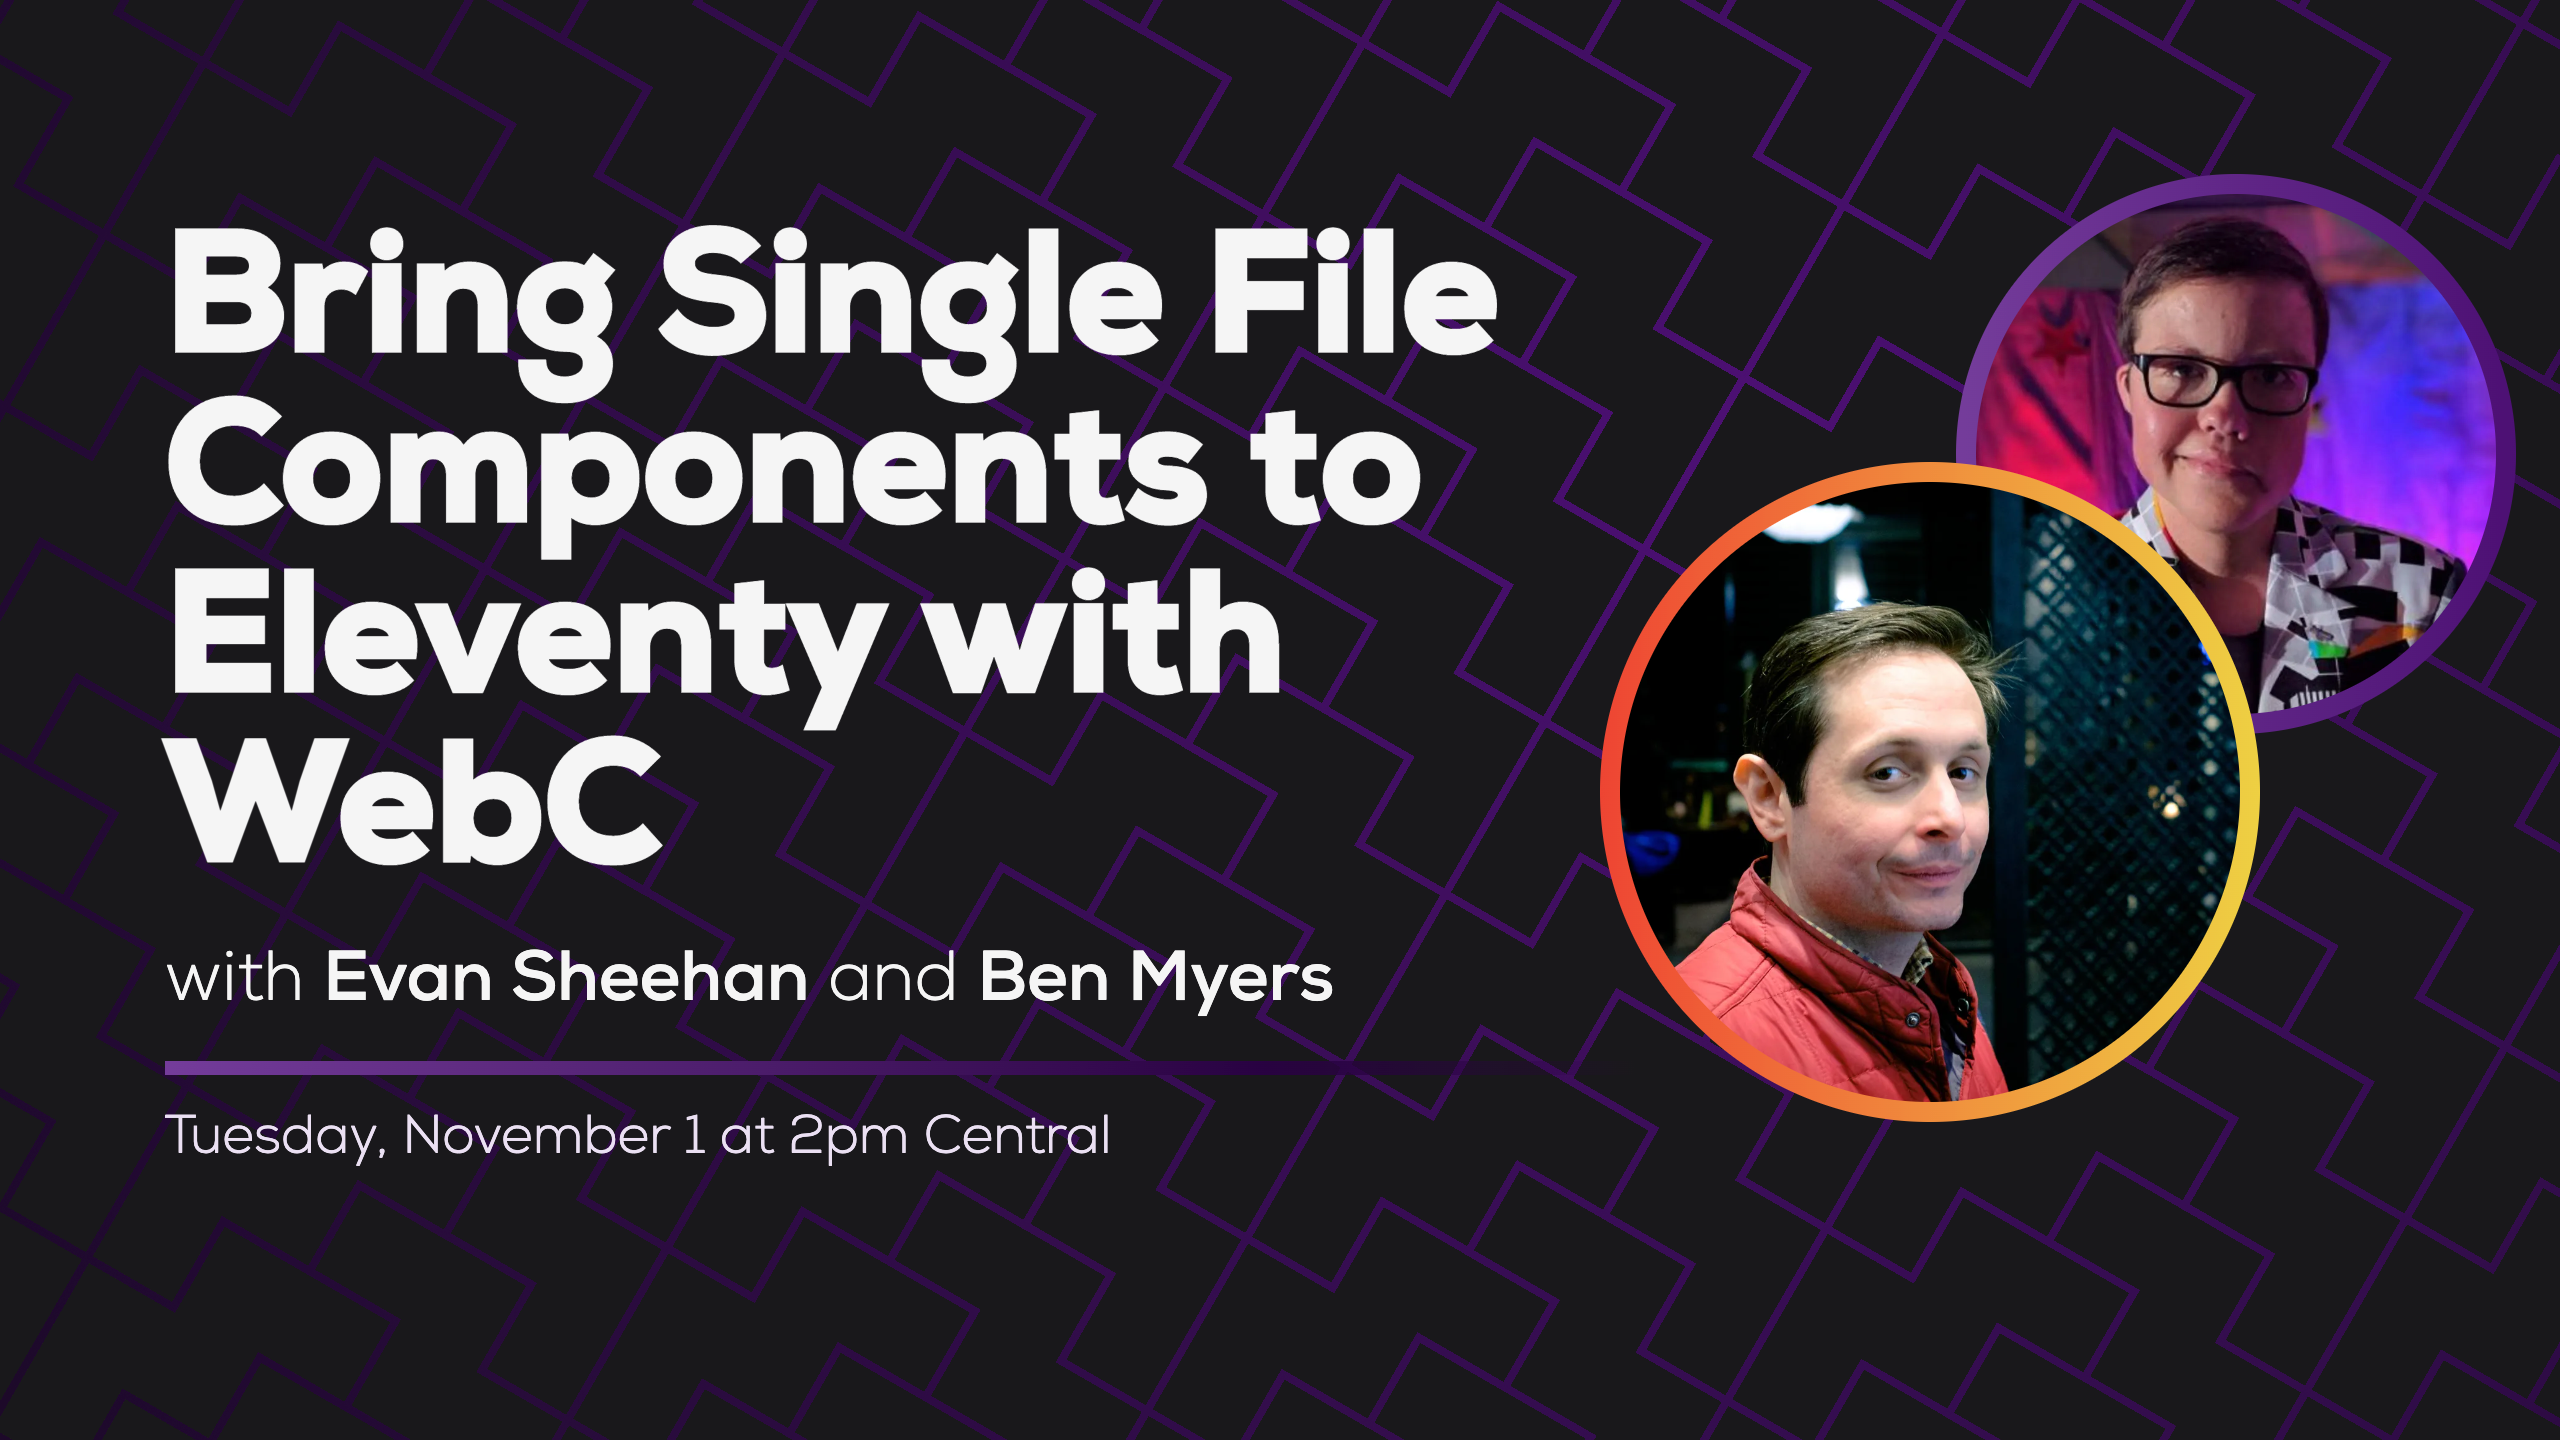 Bring Single File
Components to
Eleventy with
WebC
with Evan Sheehan and Ben Myers
Tuesday, November 1 at 2pm Central